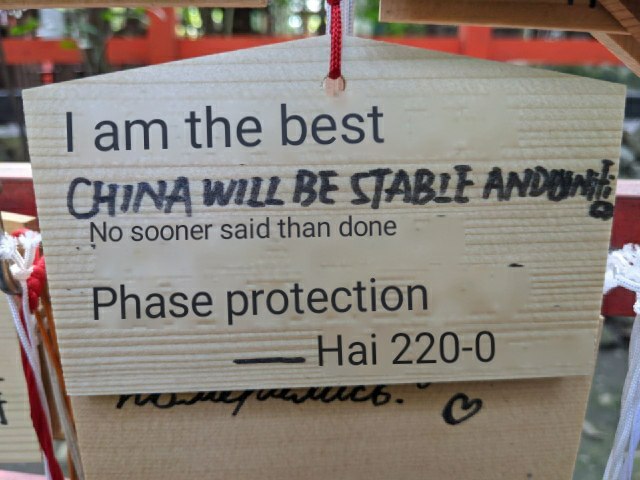 I am the best
CHINA WILL BE STABLE AND
No sooner said than done
Phase protection
— Hai 220-0